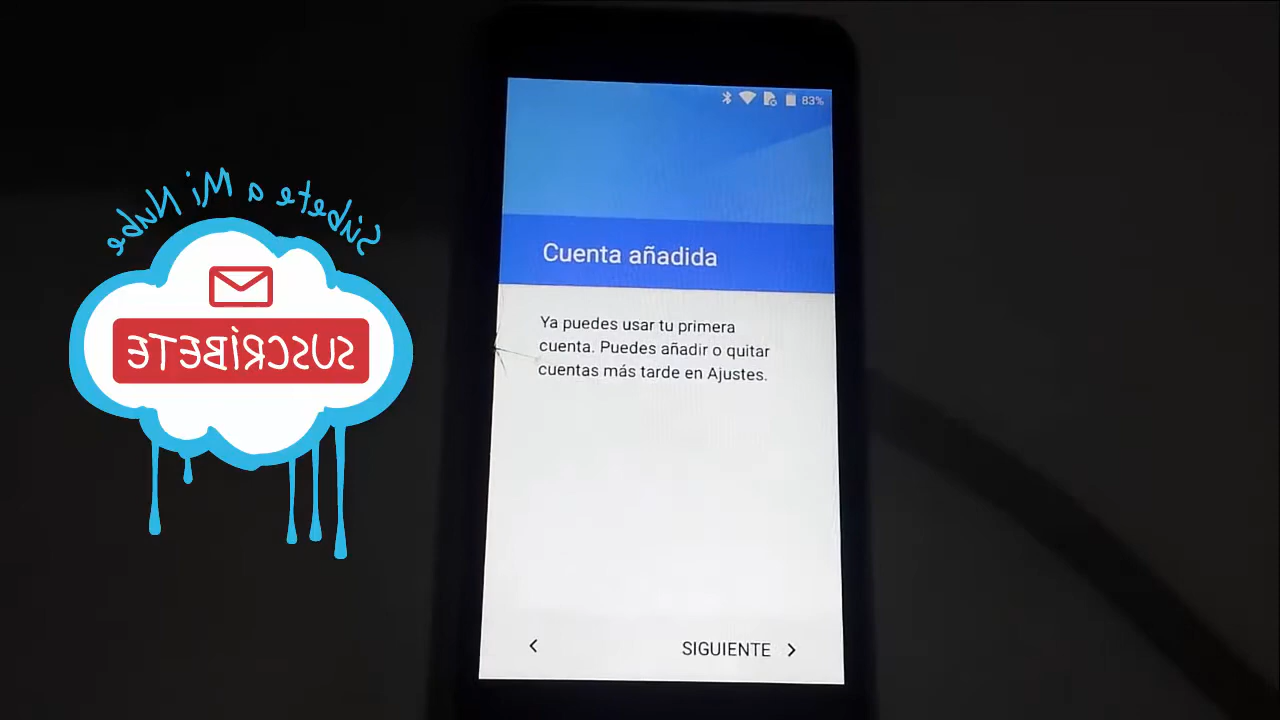 Súbete a Mi Nube
SUSCRÍBETE
83%
Cuenta añadida
Ya puedes usar tu primera
cuenta. Puedes añadir o quitar
cuentas más tarde en Ajustes.
SIGUIENTE